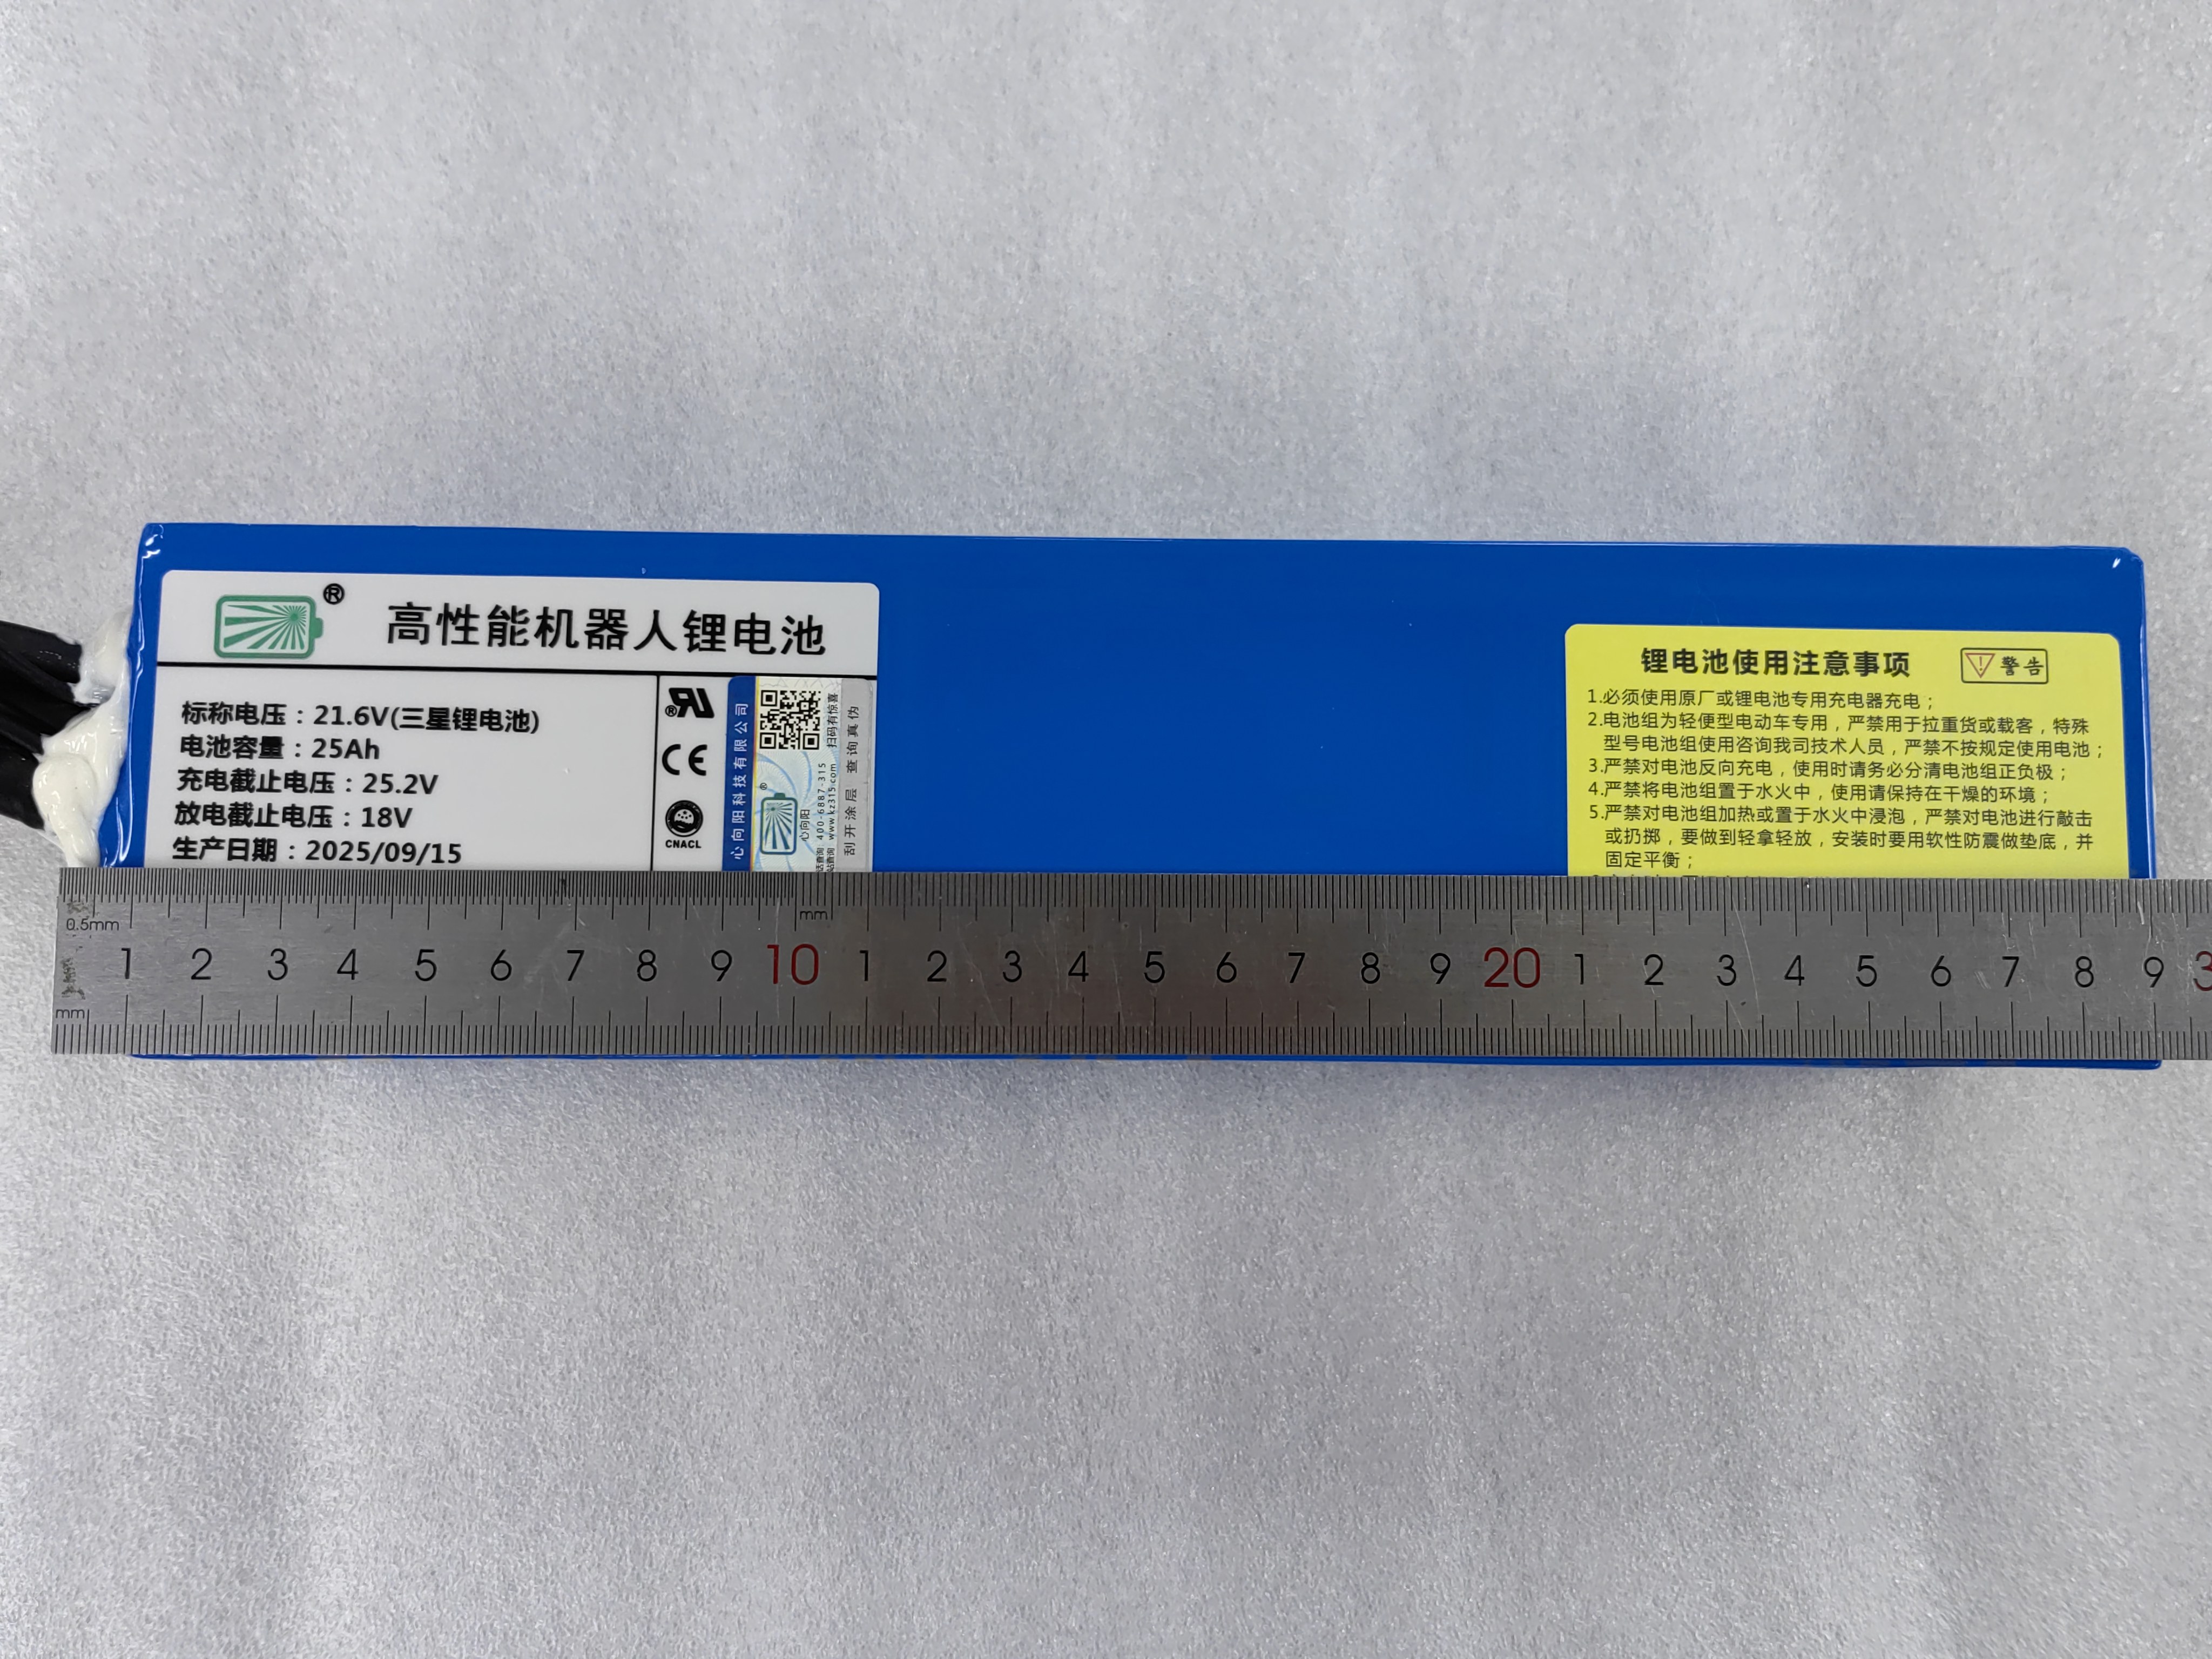 ®
高性能机器人锂电池
标称电压：21.6V(三星锂电池)
电池容量：25Ah
充电截止电压：25.2V
放电截止电压：18V
生产日期：2025/09/15
®
CE
CNACL
心向阳科技有限公司
扫码有惊喜
®
心向阳
400-6887-315
www.kz315.com
刮开涂层 查询真伪
锂电池使用注意事项
警告
1.必须使用原厂或锂电池专用充电器充电；
2.电池组为轻便型电动车专用，严禁用于拉重货或载客，特殊
型号电池组使用咨询我司技术人员，严禁不按规定使用电池；
3.严禁对电池反向充电，使用时请务必分清电池组正负极；
4.严禁将电池组置于水火中，使用请保持在干燥的环境；
5.严禁对电池组加热或置于水火中浸泡，严禁对电池进行敲击
或扔掷，要做到轻拿轻放，安装时要用软性防震做垫底，并
固定平衡；
0.5mm
mm
1 2 3 4 5 6 7 8 9 10 1 2 3 4 5 6 7 8 9 20 1 2 3 4 5 6 7 8 9 3
mm